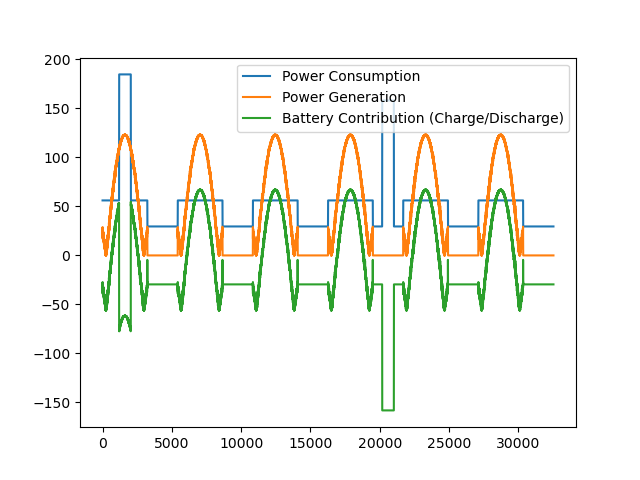 200
150
100
50
0
−50
−100
−150
Power Consumption
Power Generation
Battery Contribution (Charge/Discharge)
0 5000 10000 15000 20000 25000 30000